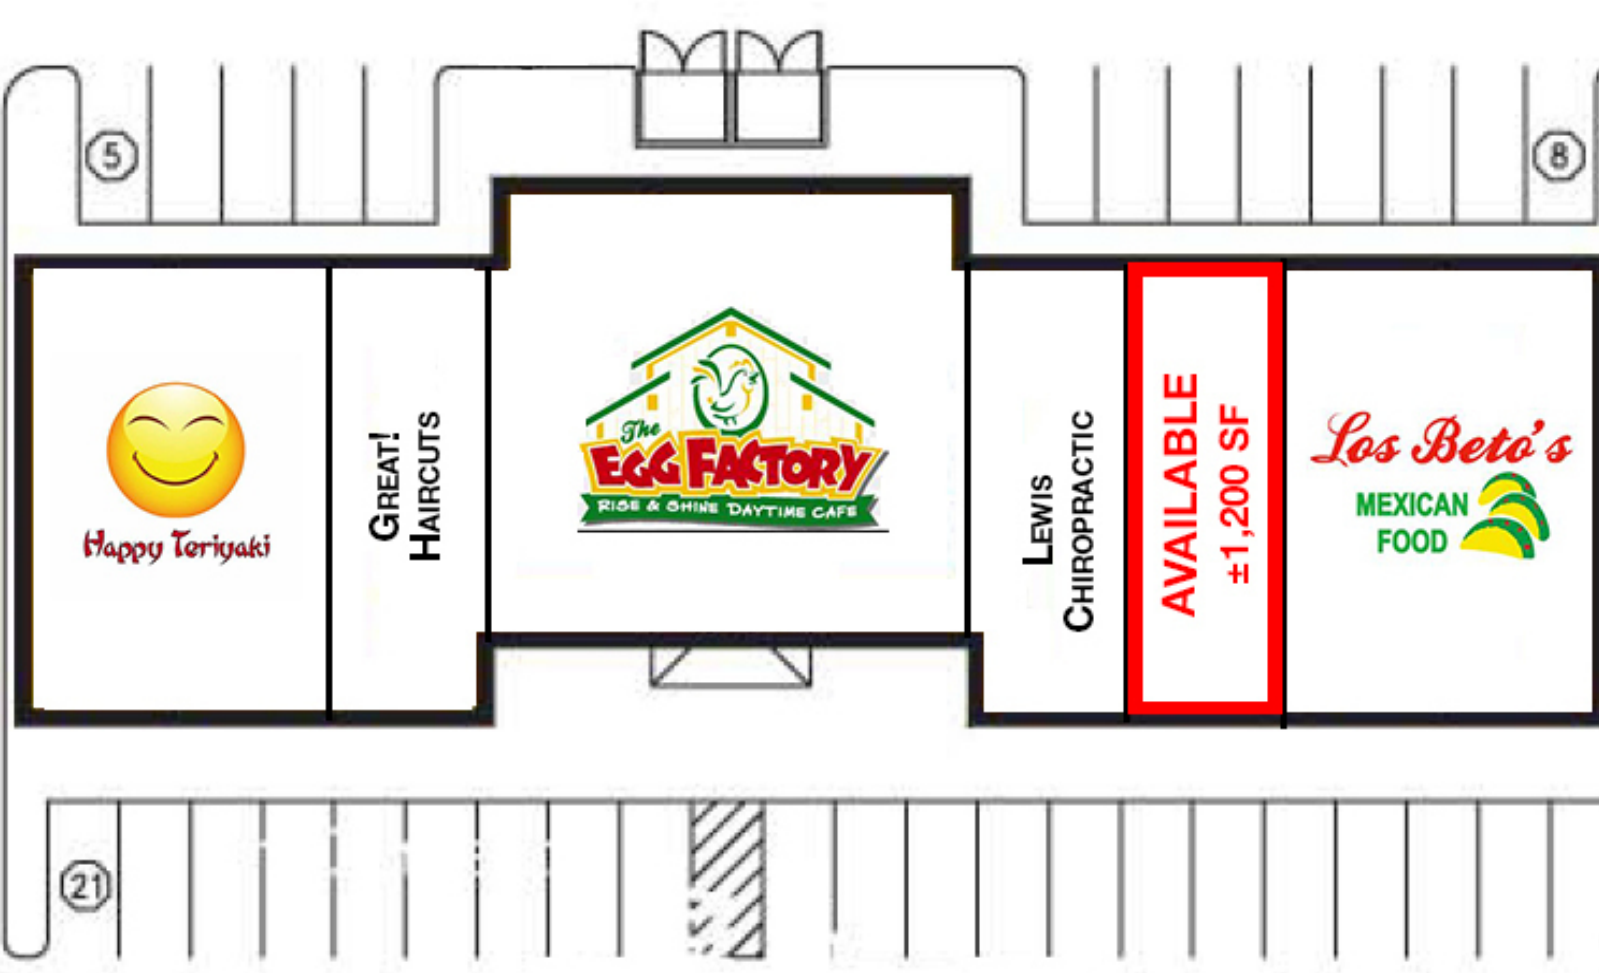 5
8
Happy Teriyaki
GREAT!
HAIRCUTS
The
EGG FACTORY
RISE & SHINE DAYTIME CAFE
LEWIS
CHIROPRACTIC
AVAILABLE
±1,200 SF
Los Beto's
MEXICAN
FOOD
21